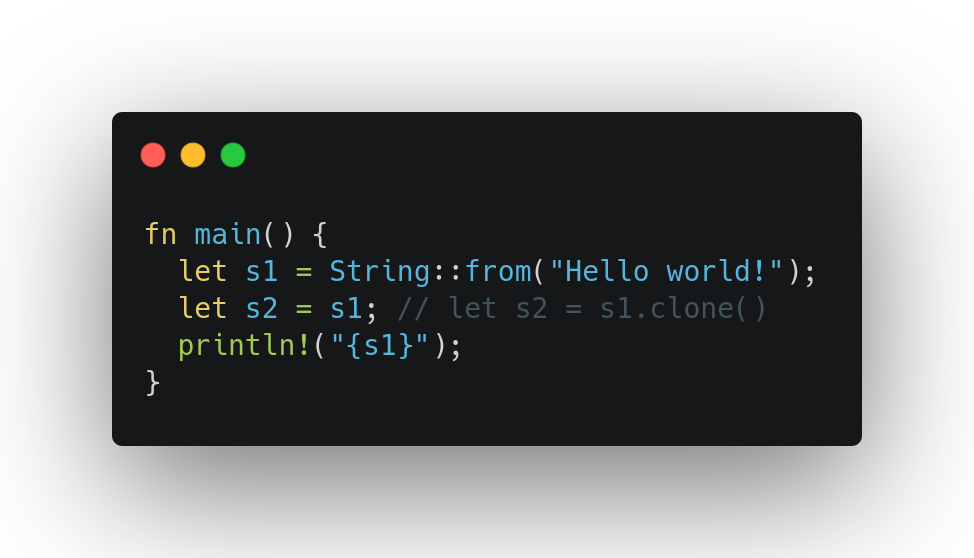 fn main() {
  let s1 = String::from("Hello world!");
  let s2 = s1; // let s2 = s1.clone()
  println!("{s1}");
}